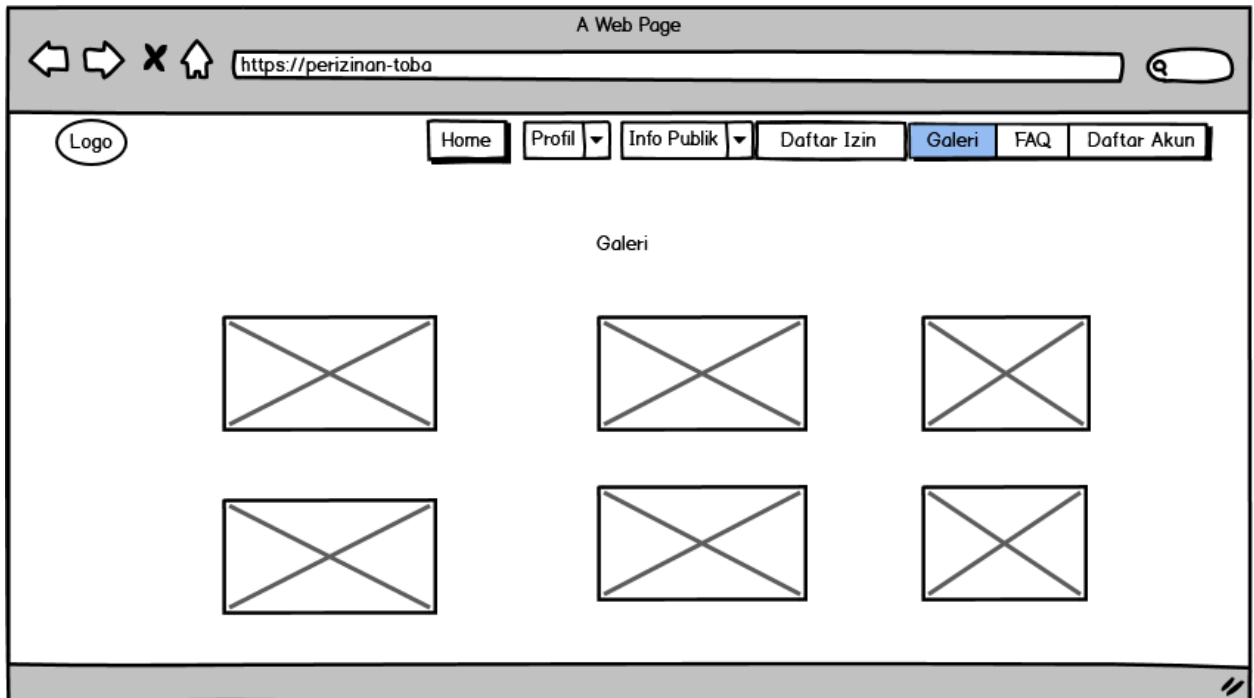 A Web Page
https://perizinan-toba
Logo
Home Profil Info Publik Daftar Izin Galeri FAQ Daftar Akun
Galeri